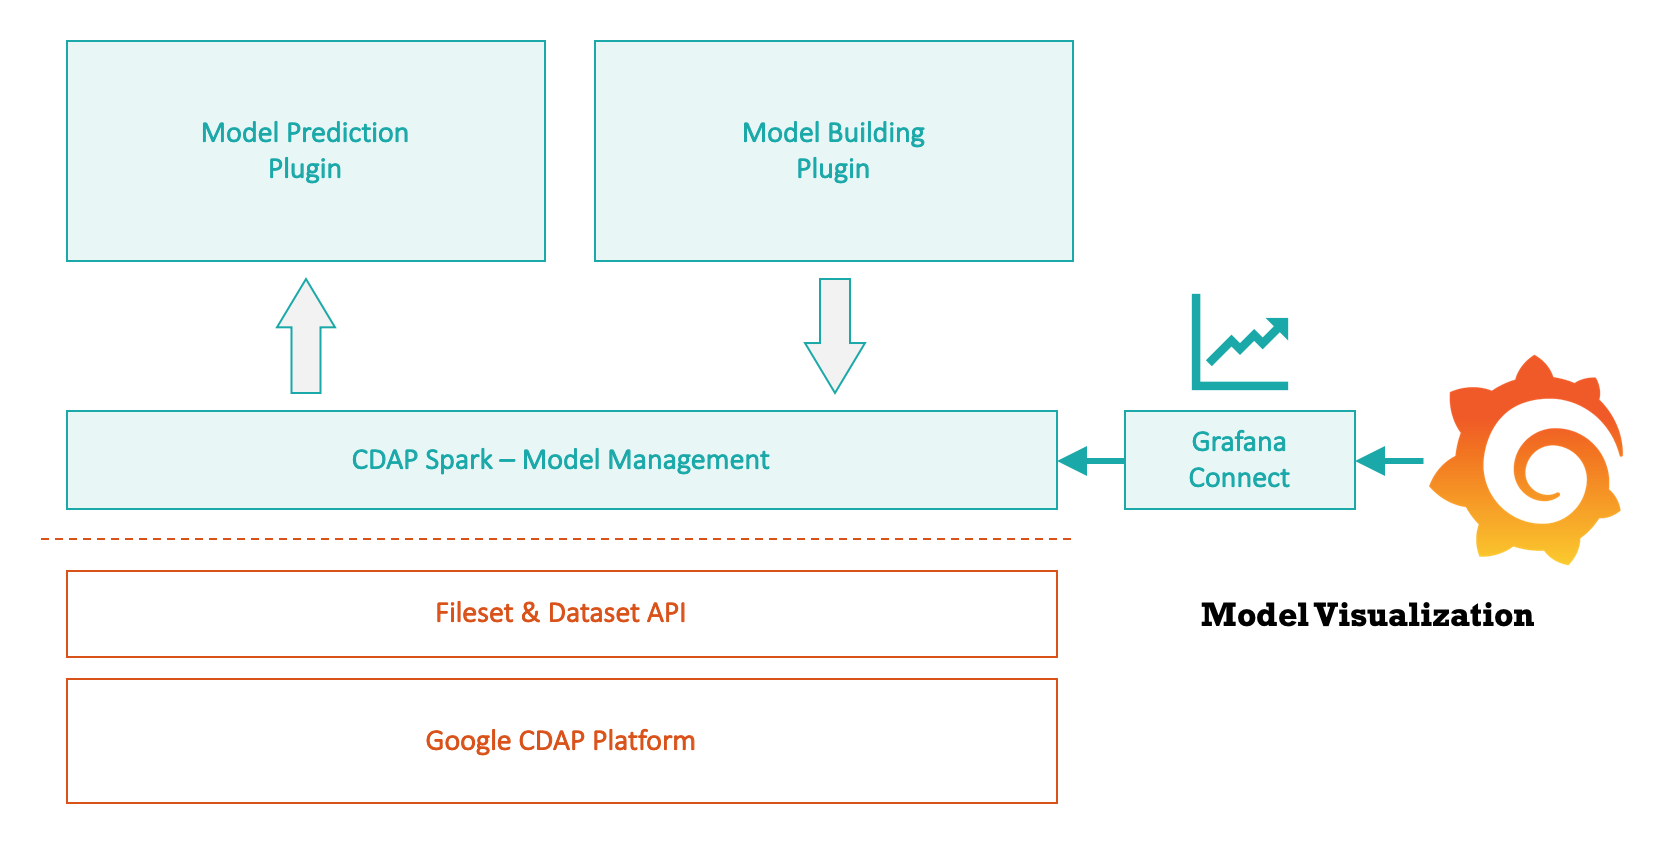 Model Prediction
Plugin
Model Building
Plugin
CDAP Spark – Model Management
Grafana
Connect
Fileset & Dataset API
Model Visualization
Google CDAP Platform